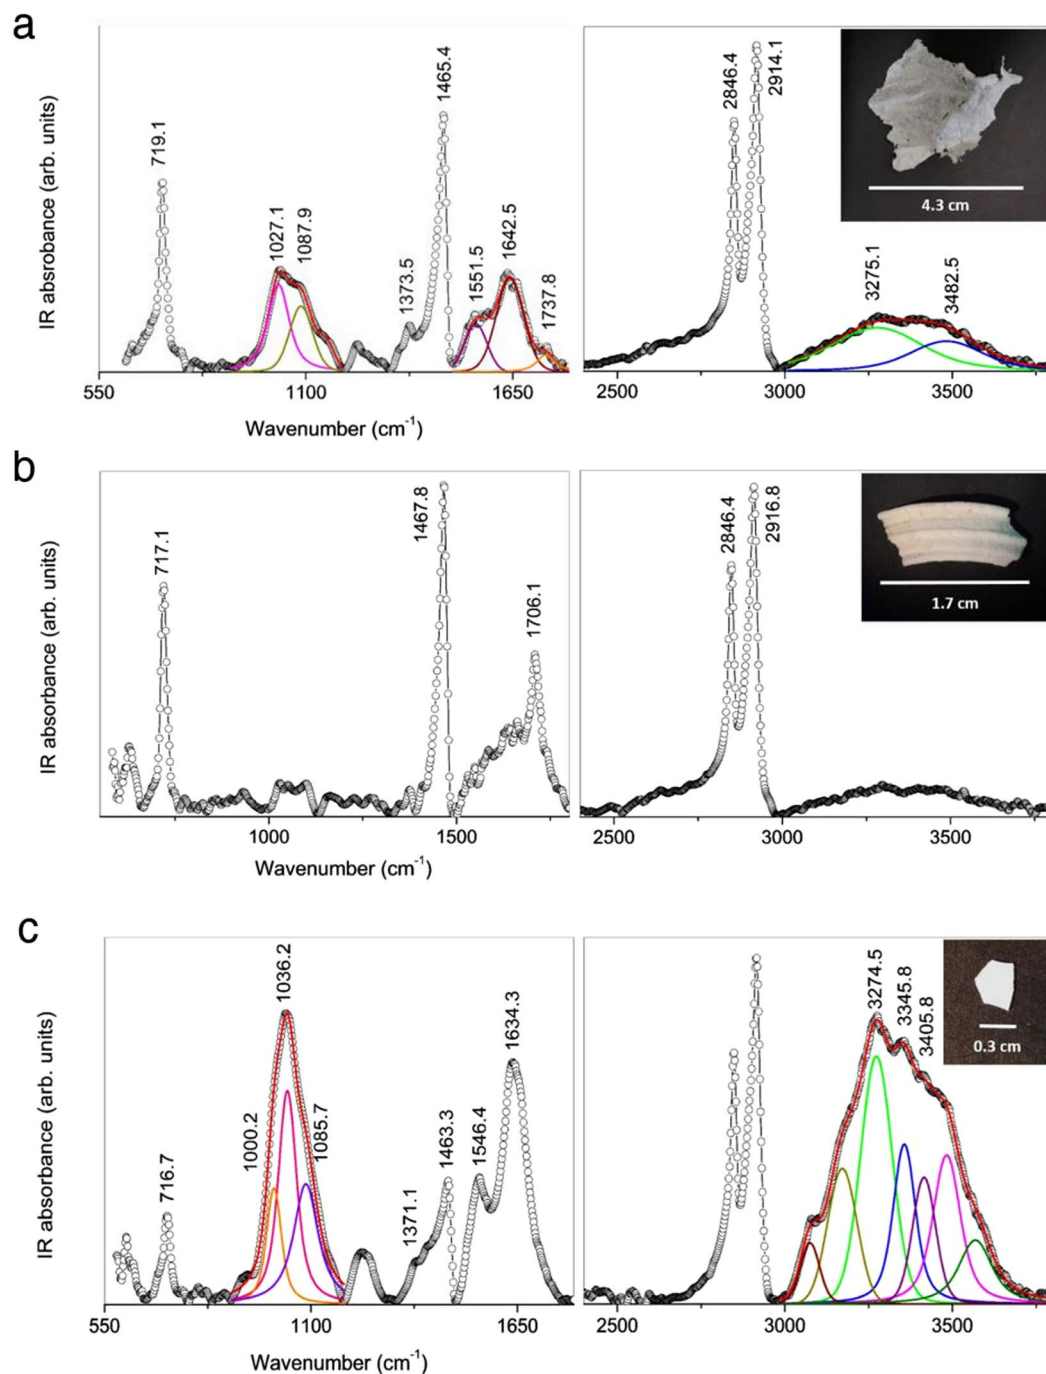 a
IR absrobance (arb. units)
719.1
1027.1
1087.9
1373.5
1465.4
1551.5
1642.5
1737.8
2846.4
2914.1
3275.1
3482.5
4.3 cm
550 1100 1650 2500 3000 3500
Wavenumber (cm-1)
b
IR absorbance (arb. units)
717.1
1467.8
1706.1
2846.4
2916.8
1.7 cm
1000 1500 2500 3000 3500
Wavenumber (cm-1)
c
IR absorbance (arb. units)
716.7
1000.2
1036.2
1085.7
1371.1
1463.3
1546.4
1634.3
3274.5
3345.8
3405.8
0.3 cm
550 1100 1650 2500 3000 3500
Wavenumber (cm-1)